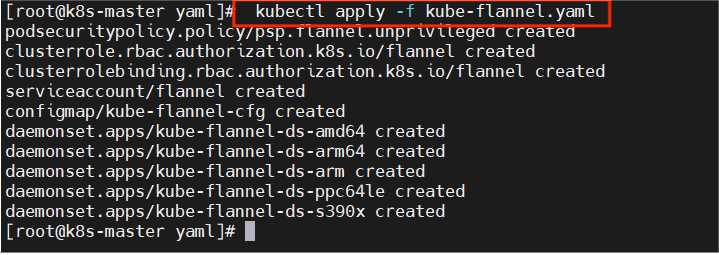 [root@k8s-master yaml]# kubectl apply -f kube-flannel.yaml
podsecuritypolicy.policy/psp.flannel.unprivileged created
clusterrole.rbac.authorization.k8s.io/flannel created
clusterrolebinding.rbac.authorization.k8s.io/flannel created
serviceaccount/flannel created
configmap/kube-flannel-cfg created
daemonset.apps/kube-flannel-ds-amd64 created
daemonset.apps/kube-flannel-ds-arm64 created
daemonset.apps/kube-flannel-ds-arm created
daemonset.apps/kube-flannel-ds-ppc64le created
daemonset.apps/kube-flannel-ds-s390x created
[root@k8s-master yaml]#